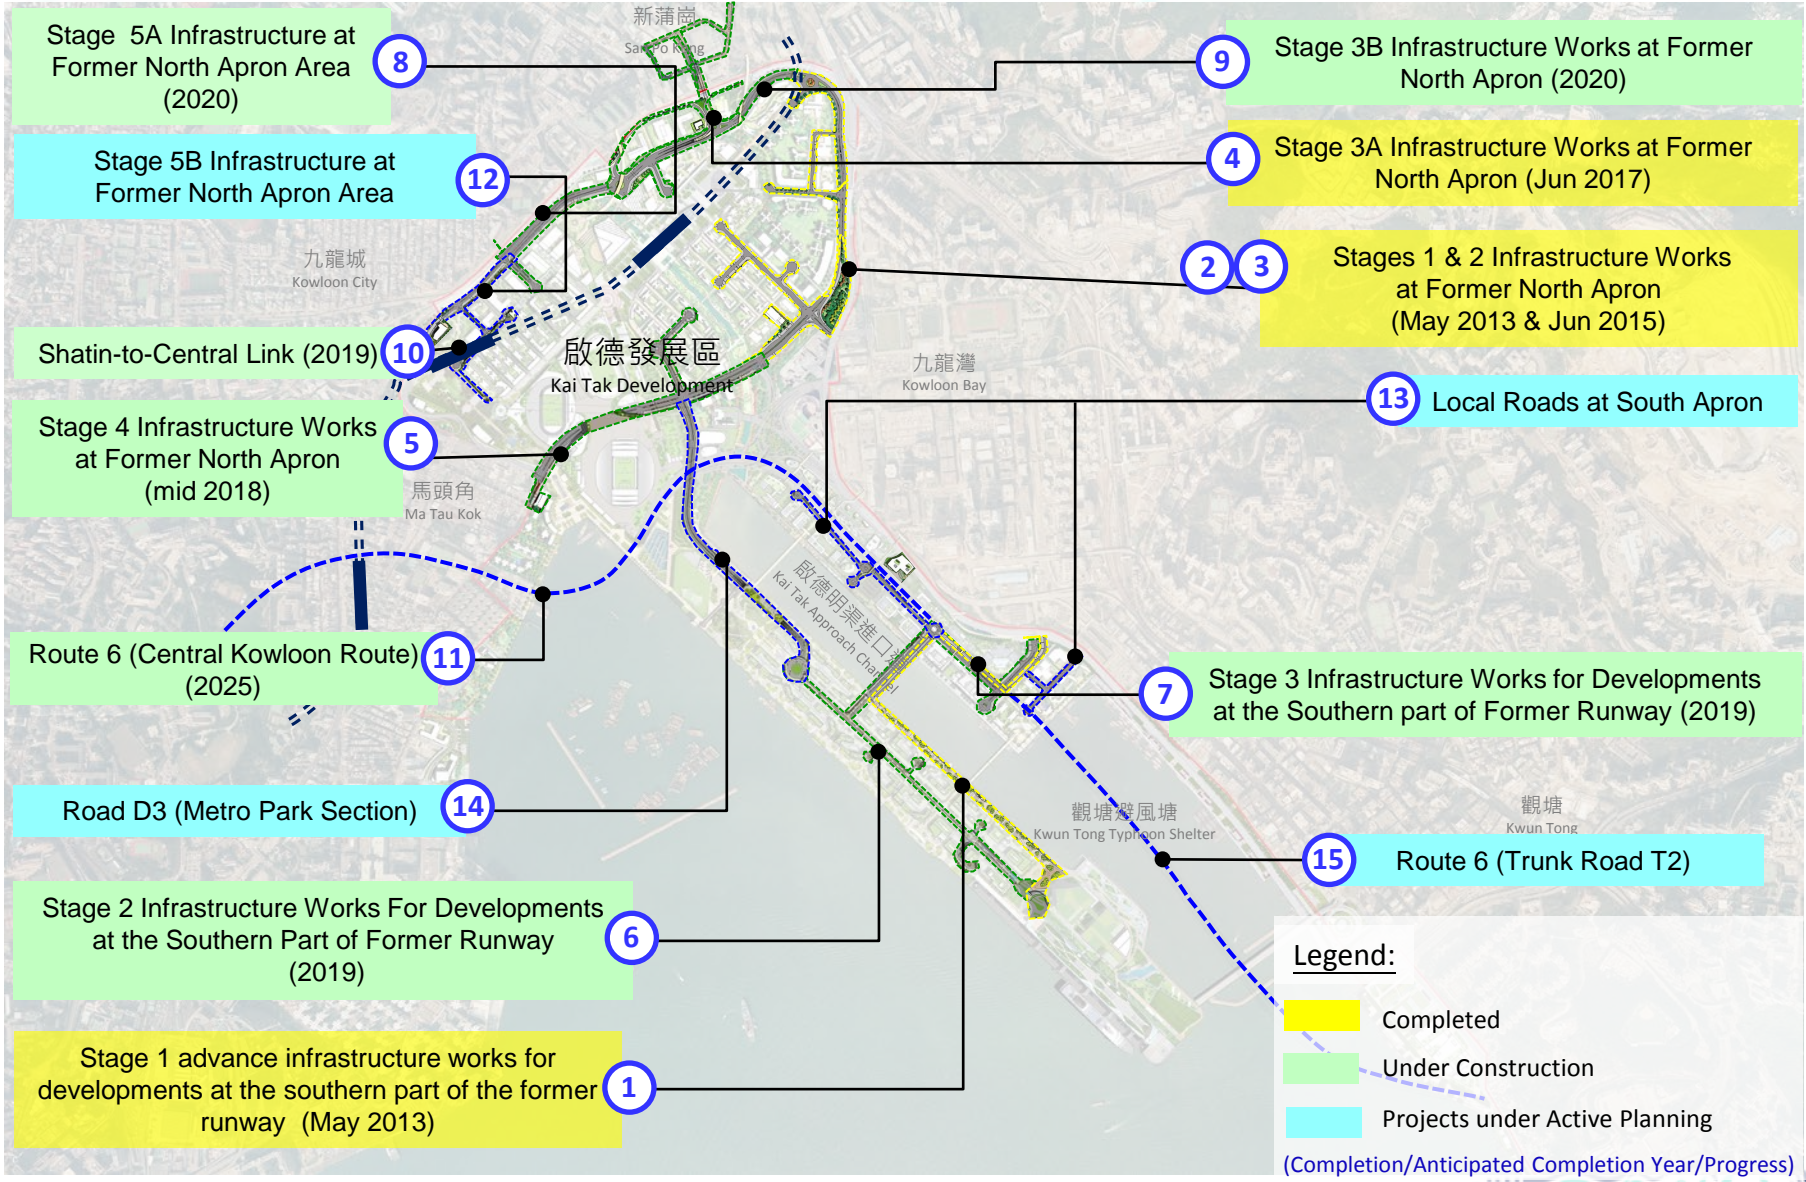 Stage 5A Infrastructure at
Former North Apron Area
(2020)
8
新蒲崗
San Po Kong
9
Stage 3B Infrastructure Works at Former
North Apron (2020)
Stage 5B Infrastructure at
Former North Apron Area
12
4
Stage 3A Infrastructure Works at Former
North Apron (Jun 2017)
九龍城
Kowloon City
2
3
Stages 1 & 2 Infrastructure Works
at Former North Apron
(May 2013 & Jun 2015)
Shatin-to-Central Link (2019)
10
啟德發展區
Kai Tak Development
九龍灣
Kowloon Bay
13
Local Roads at South Apron
Stage 4 Infrastructure Works
at Former North Apron
(mid 2018)
5
馬頭角
Ma Tau Kok
啟德明渠進口
Kai Tak Approach Channel
Route 6 (Central Kowloon Route)
(2025)
11
7
Stage 3 Infrastructure Works for Developments
at the Southern part of Former Runway (2019)
Road D3 (Metro Park Section)
14
觀塘避風塘
Kwun Tong Typhoon Shelter
觀塘
Kwun Tong
15
Route 6 (Trunk Road T2)
Stage 2 Infrastructure Works For Developments
at the Southern Part of Former Runway
(2019)
6
Stage 1 advance infrastructure works for
developments at the southern part of the former
runway (May 2013)
1
Legend:
Completed
Under Construction
Projects under Active Planning
(Completion/Anticipated Completion Year/Progress)